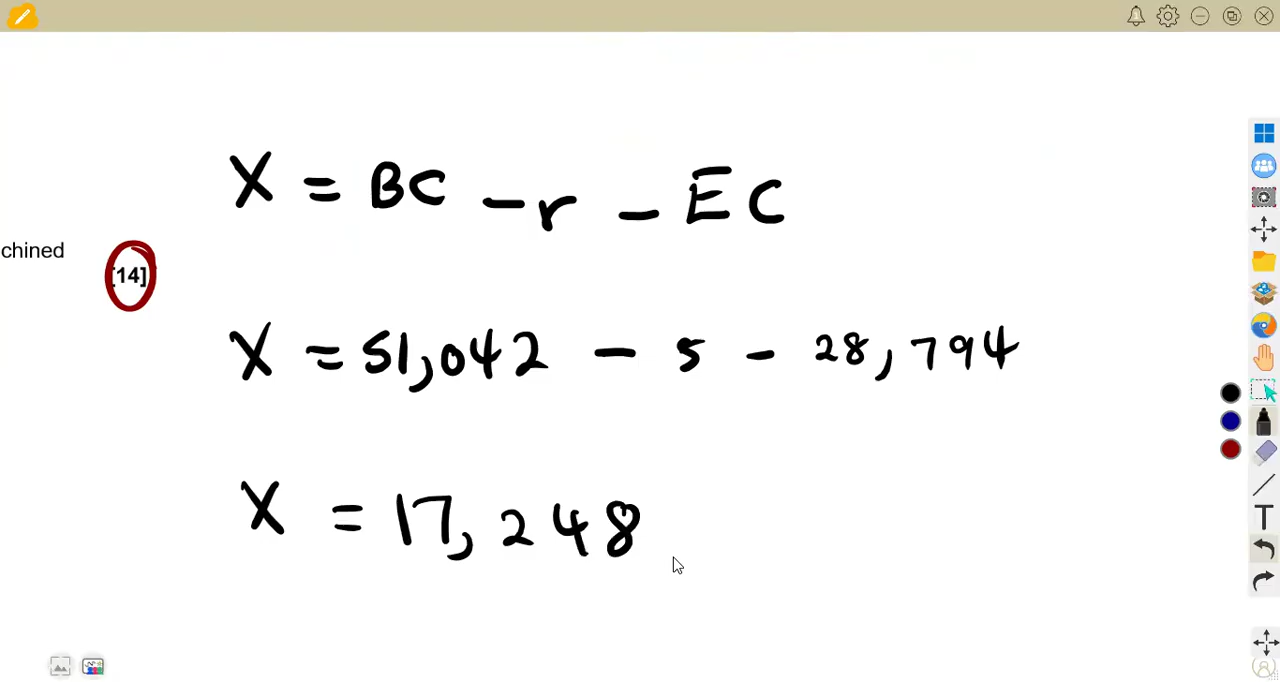 X = BC - r - EC
chined
[14]
X = 51,042 - 5 - 28,794
X = 17,248